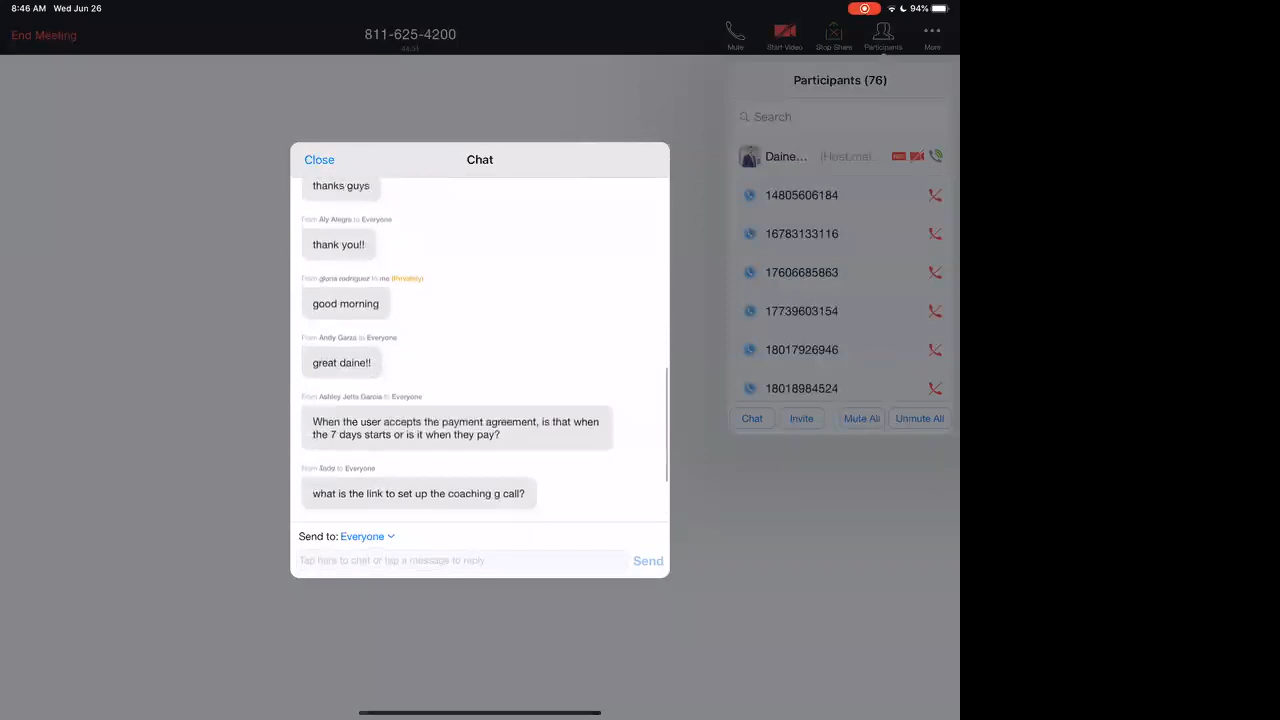 8:46 AM Wed Jun 26
94%
End Meeting
811-625-4200
Mute
Start Video
Stop Share
Participants
More
Participants (76)
Search
Daine... (Host,me...
14805606184
16783133116
17606685863
17739603154
18017926946
18018984524
Chat
Invite
Mute All
Unmute All
Close
Chat
thanks guys
From Aly Alegre to Everyone
thank you!!
From gloria rodriguez to me (Privately)
good morning
From Andy Garza to Everyone
great daine!!
From Ashley Jetts Garcia to Everyone
When the user accepts the payment agreement, is that when
the 7 days starts or is it when they pay?
to Everyone
what is the link to set up the coaching g call?
Send to: Everyone
Tap here to chat or tap a message to reply
Send